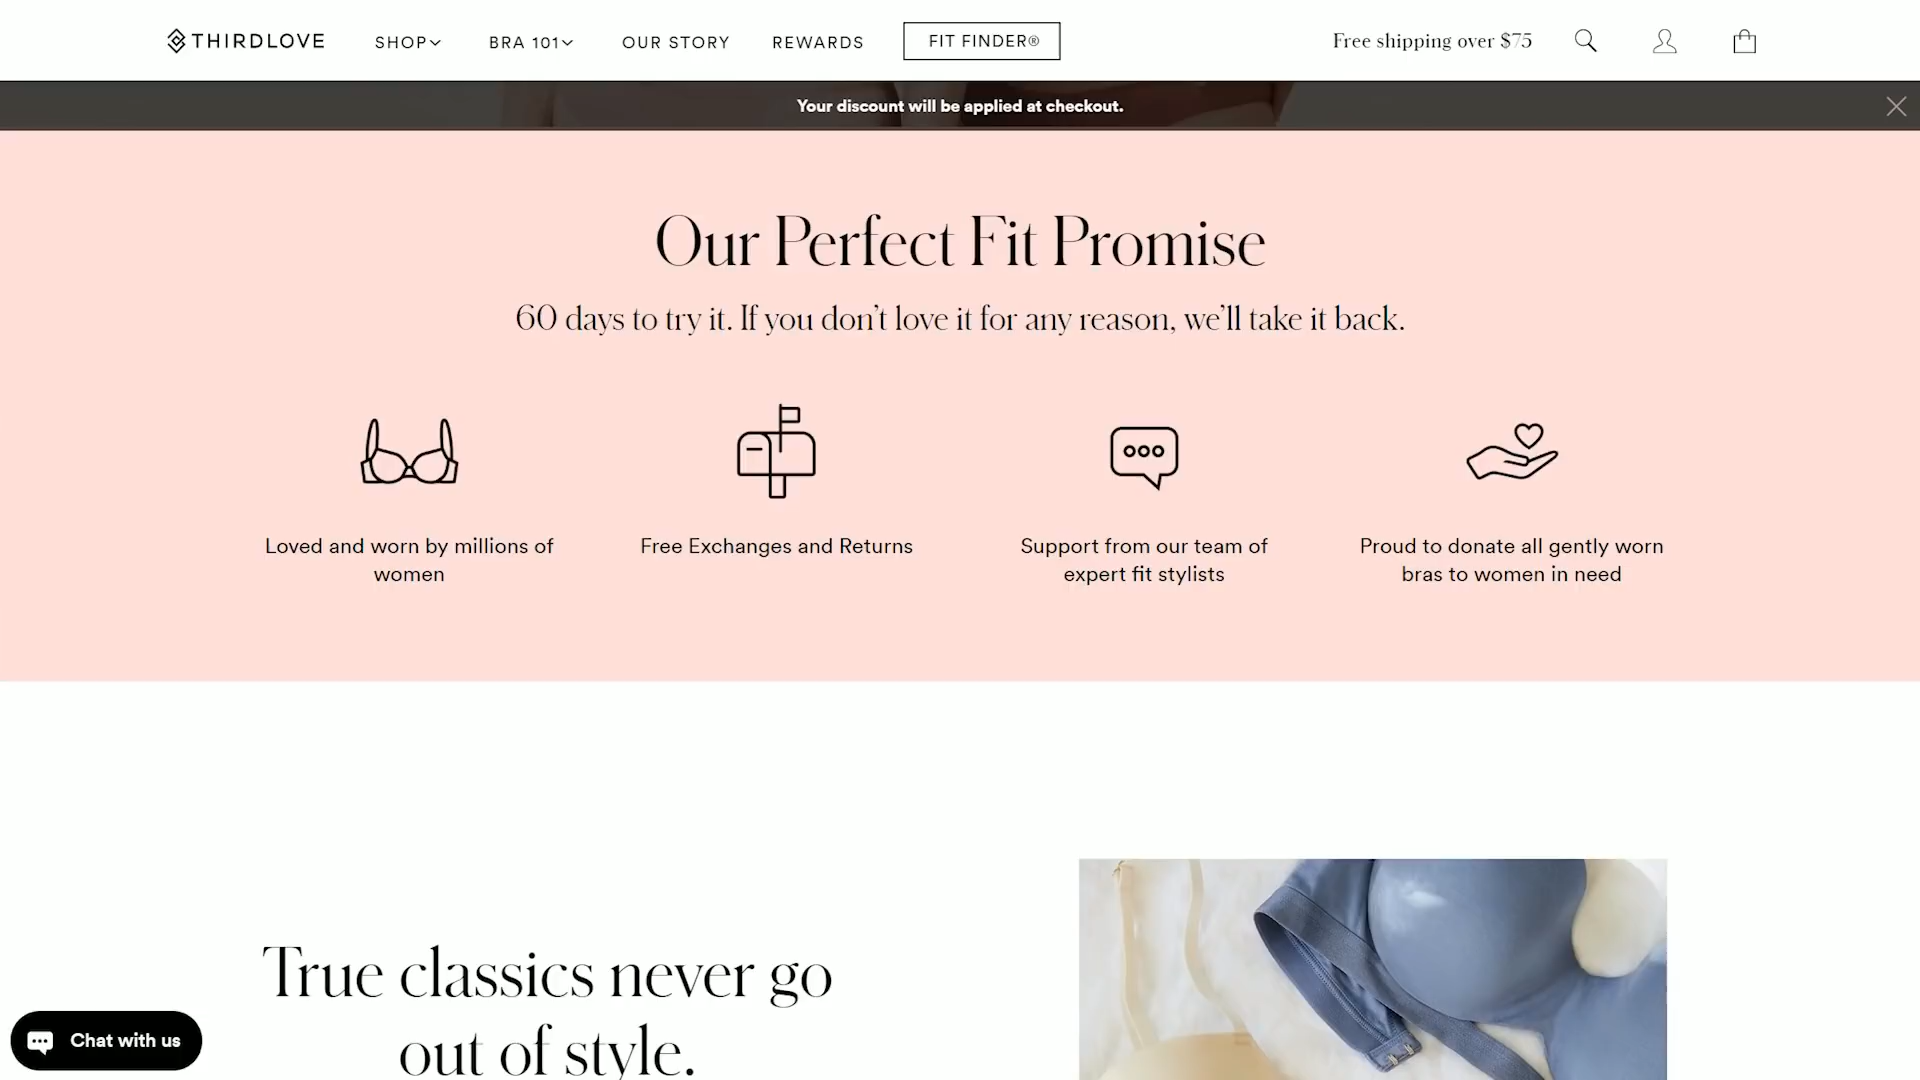 THIRDLOVE
SHOP
BRA 101
OUR STORY
REWARDS
FIT FINDER®
Free shipping over $75
Your discount will be applied at checkout.
Our Perfect Fit Promise
60 days to try it. If you don't love it for any reason, we'll take it back.
Loved and worn by millions of
women
Free Exchanges and Returns
Support from our team of
expert fit stylists
Proud to donate all gently worn
bras to women in need
True classics never go
out of style.
Chat with us